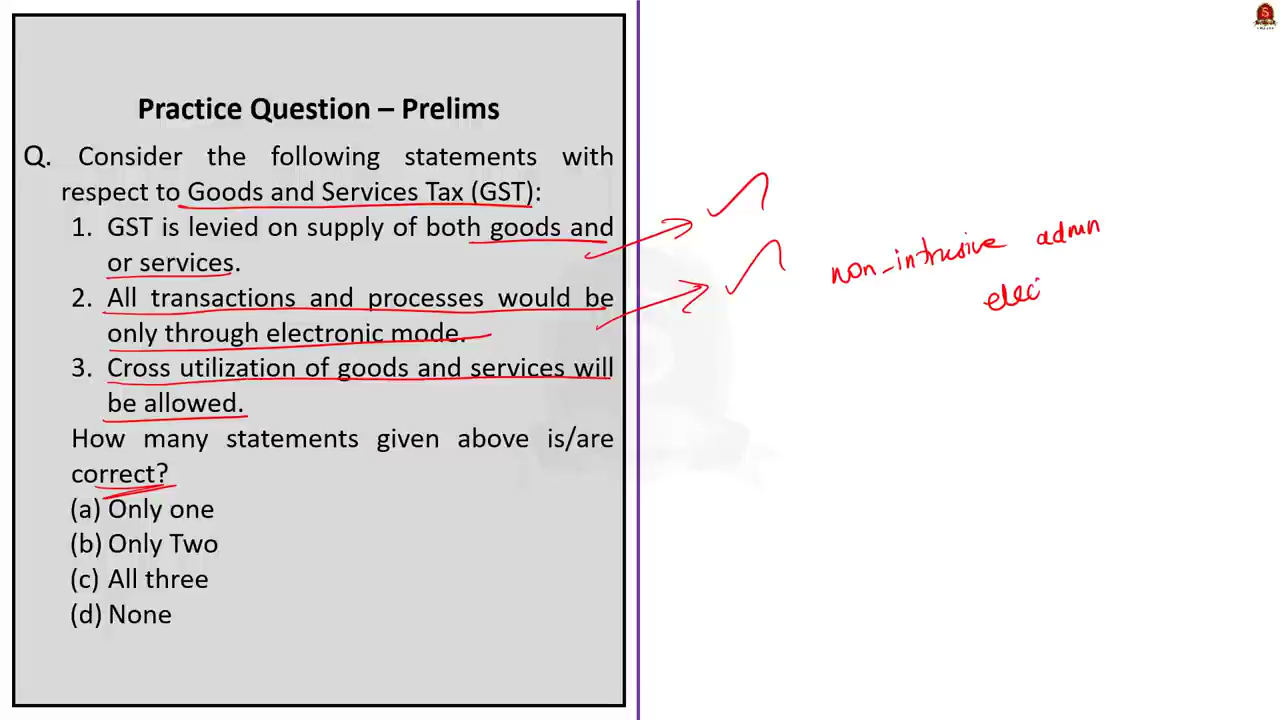 Practice Question – Prelims
Q. Consider the following statements with
respect to Goods and Services Tax (GST):
1. GST is levied on supply of both goods and
or services.
2. All transactions and processes would be
only through electronic mode.
3. Cross utilization of goods and services will
be allowed.
How many statements given above is/are
correct?
(a) Only one
(b) Only Two
(c) All three
(d) None
non-intrusive admn
elec